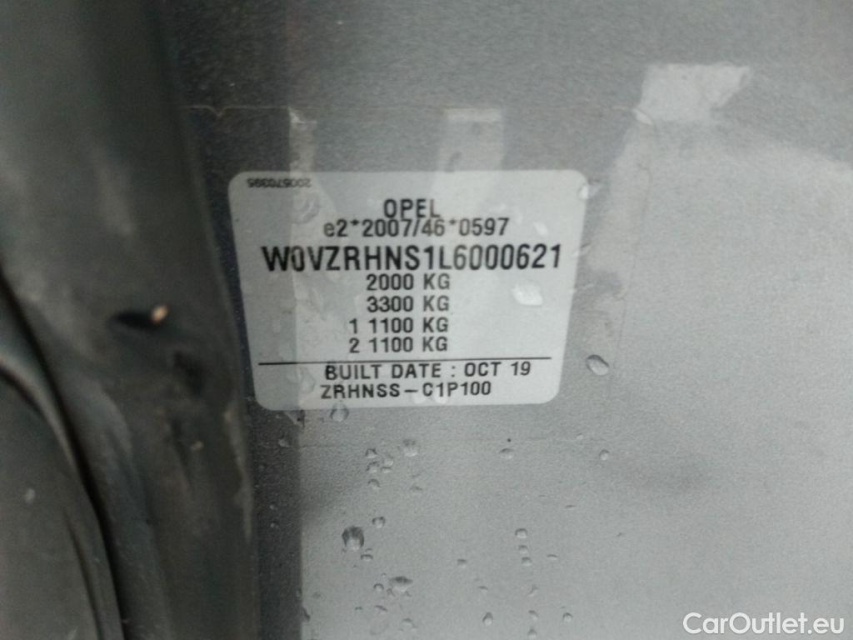 200570395
OPEL
e2*2007/46*0597
W0VZRHNS1L6000621
2000 KG
3300 KG
1 1100 KG
2 1100 KG
BUILT DATE : OCT 19
ZRHNSS-C1P100
CarOutlet.eu